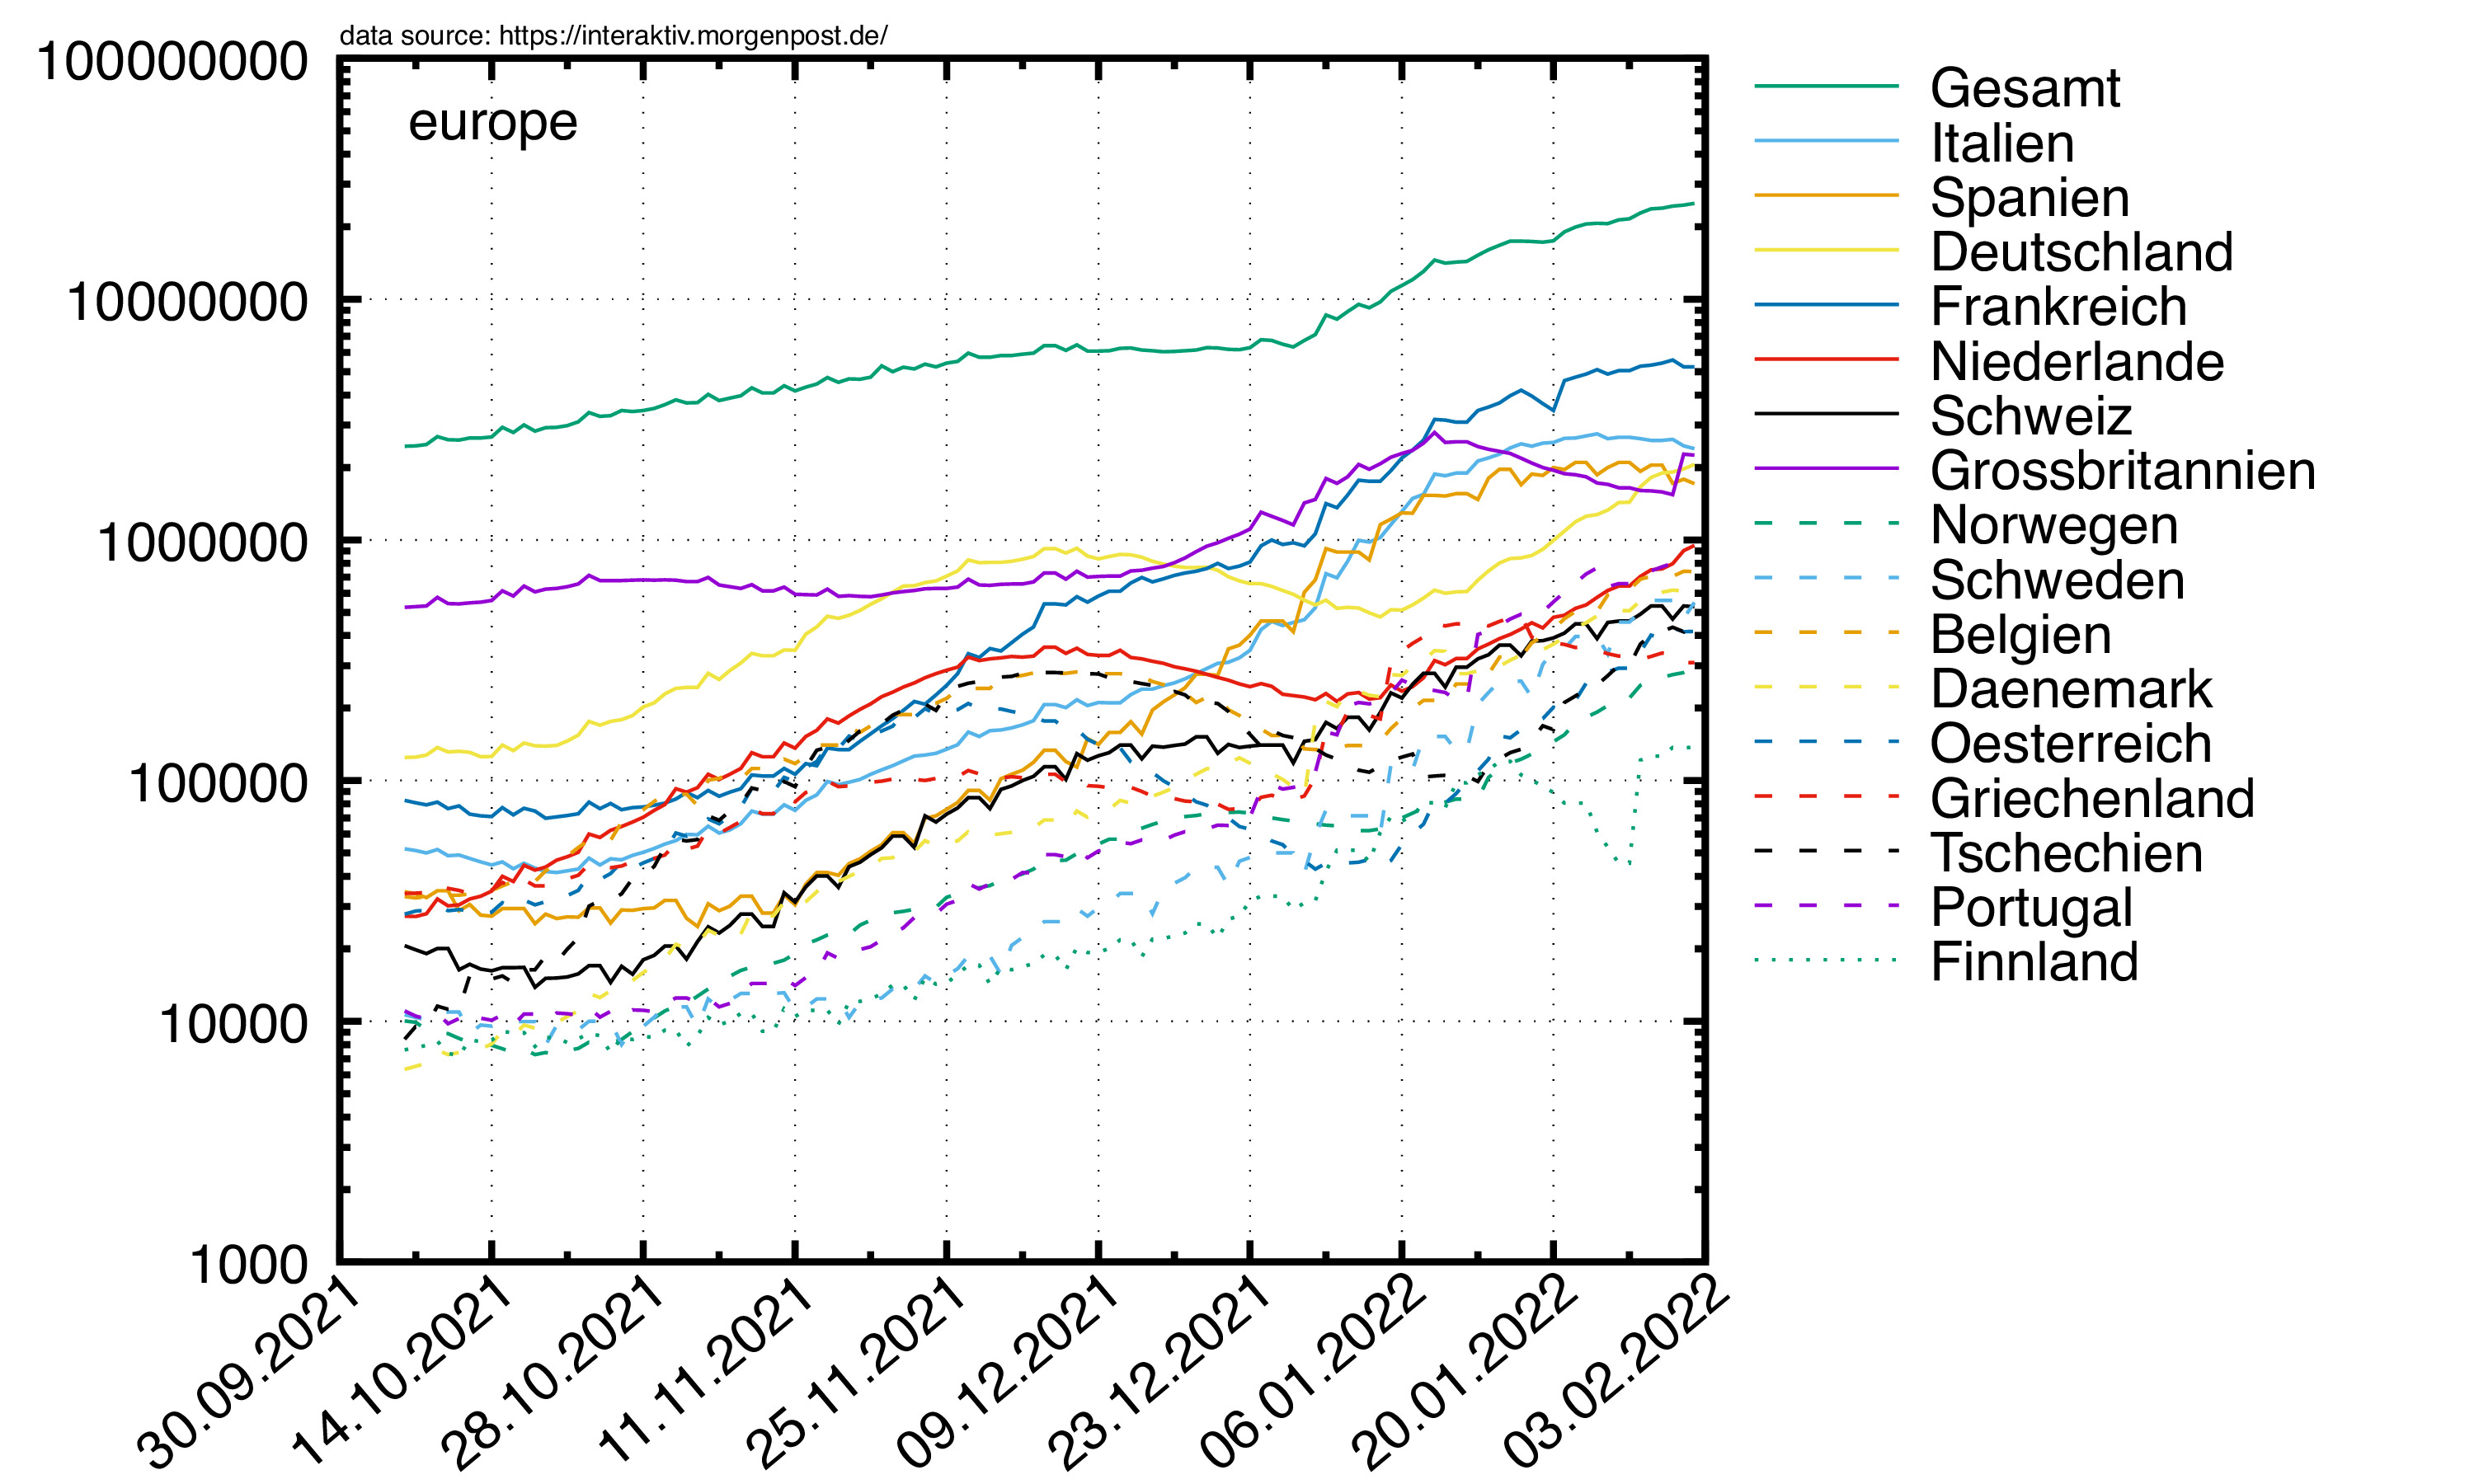 data source: https://interaktiv.morgenpost.de/
europe
100000000
10000000
1000000
100000
10000
1000
30.09.2021
14.10.2021
28.10.2021
11.11.2021
25.11.2021
09.12.2021
23.12.2021
06.01.2022
20.01.2022
03.02.2022
Gesamt
Italien
Spanien
Deutschland
Frankreich
Niederlande
Schweiz
Grossbritannien
Norwegen
Schweden
Belgien
Daenemark
Oesterreich
Griechenland
Tschechien
Portugal
Finnland